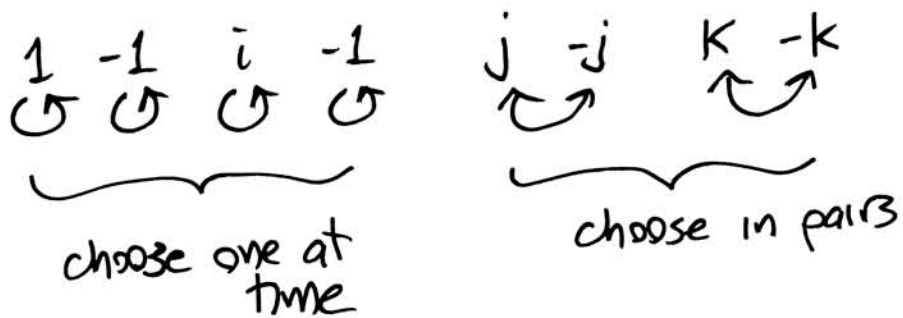 1 -1 i -1 j -j K -k
choose one at
time
choose in pairs